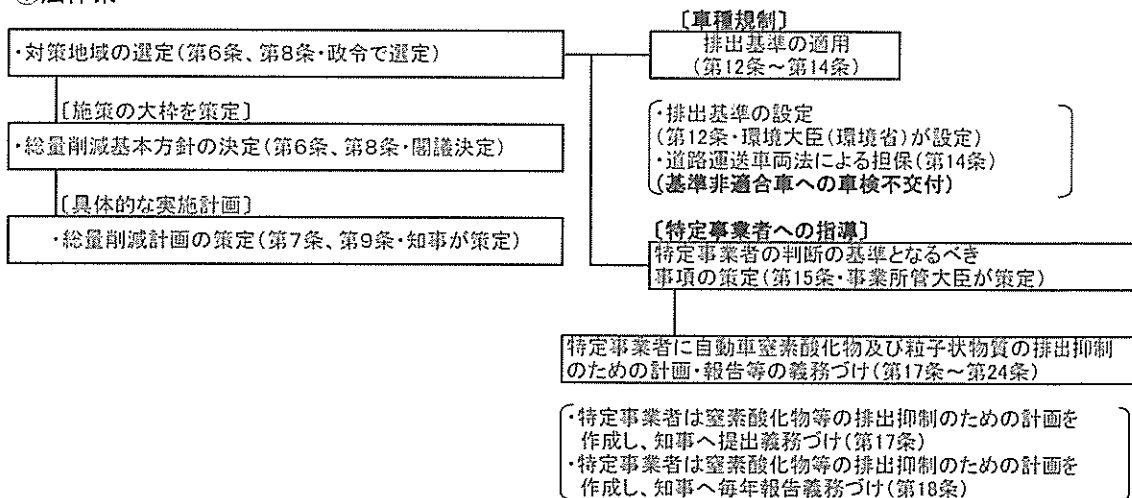 ・対策地域の選定(第6条、第8条・政令で選定)
〔施策の大枠を策定〕
・総量削減基本方針の決定(第6条、第8条・閣議決定)
〔具体的な実施計画〕
・総量削減計画の策定(第7条、第9条・知事が策定)
〔車種規制〕
排出基準の適用
(第12条～第14条)
・排出基準の設定
(第12条・環境大臣(環境省)が設定)
・道路運送車両法による担保(第14条)
(基準非適合車への車検不交付)
〔特定事業者への指導〕
特定事業者の判断の基準となるべき
事項の策定(第15条・事業所管大臣が策定)
特定事業者に自動車窒素酸化物及び粒子状物質の排出抑制
のための計画・報告等の義務づけ(第17条～第24条)
・特定事業者は窒素酸化物等の排出抑制のための計画を
作成し、知事へ提出義務づけ(第17条)
・特定事業者は窒素酸化物等の排出抑制のための計画を
作成し、知事へ毎年報告義務づけ(第18条)